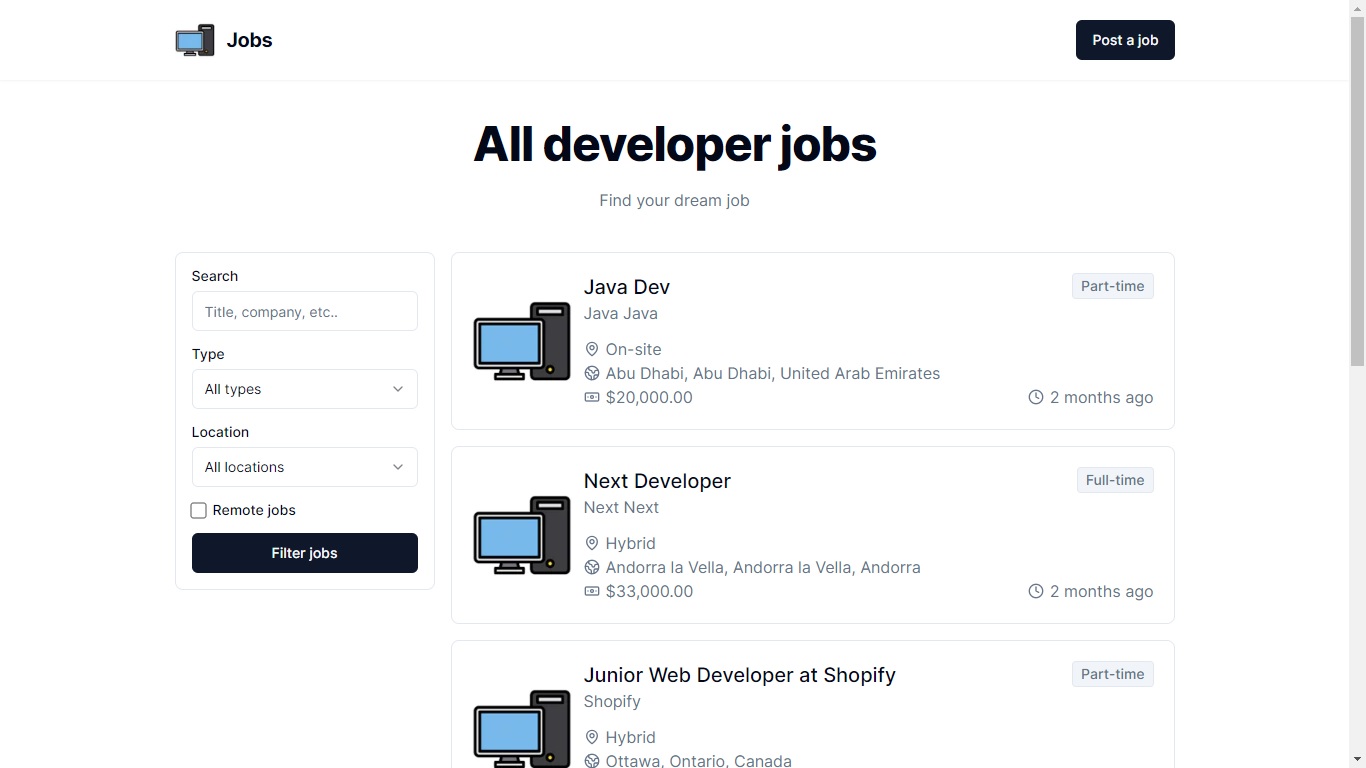 Jobs
Post a job
All developer jobs
Find your dream job
Search
Title, company, etc..
Type
All types
Location
All locations
Remote jobs
Filter jobs
Java Dev
Part-time
Java Java
On-site
Abu Dhabi, Abu Dhabi, United Arab Emirates
$20,000.00
2 months ago
Next Developer
Full-time
Next Next
Hybrid
Andorra la Vella, Andorra la Vella, Andorra
$33,000.00
2 months ago
Junior Web Developer at Shopify
Part-time
Shopify
Hybrid
Ottawa, Ontario, Canada